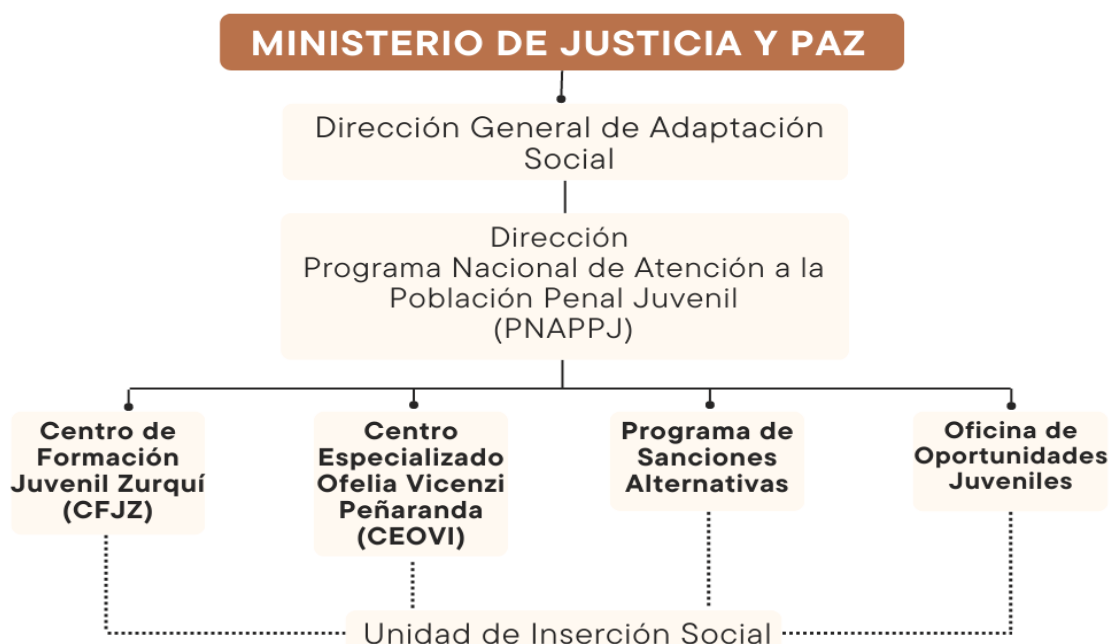 MINISTERIO DE JUSTICIA Y PAZ
Dirección General de Adaptación
Social
Dirección
Programa Nacional de Atención a la
Población Penal Juvenil
(PNAPPJ)
Centro de
Formación
Juvenil Zurquí
(CFJZ)
Centro
Especializado
Ofelia Vicenzi
Peñaranda
(CEOVI)
Programa de
Sanciones
Alternativas
Oficina de
Oportunidades
Juveniles
Unidad de Inserción Social